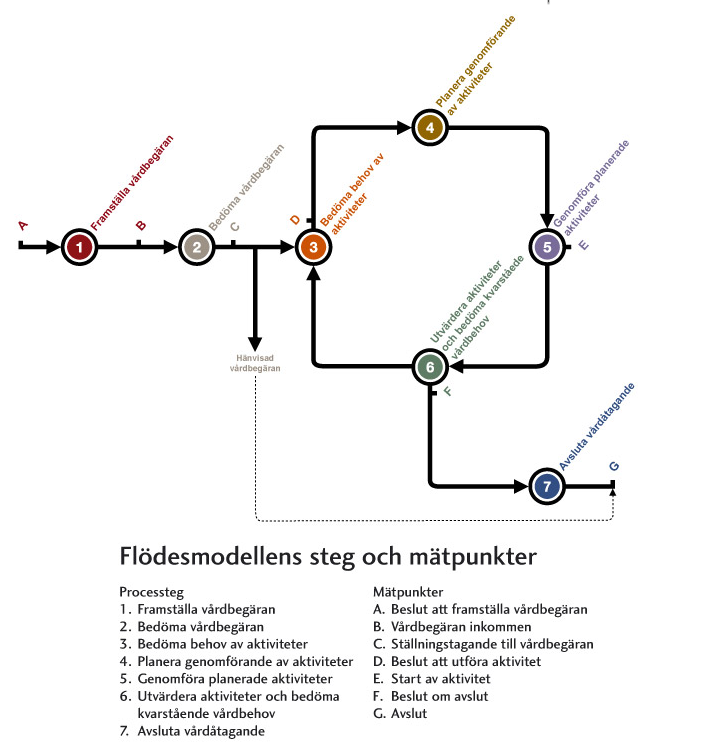 Planera genomförande
av aktiviteter
4
Framställa vårdbegäran
Bedöma vårdbegäran
Bedöma behov av
aktiviteter
Genomföra planerade
aktiviteter
A
1
B
2
C
D
3
5
E
Utvärdera aktiviteter
och bedöma kvarståede
vårdbehov
Hänvisad
vårdbegäran
6
F
Avsluta vårdåtagande
7
G
Flödesmodellens steg och mätpunkter
Processteg
1. Framställa vårdbegäran
2. Bedöma vårdbegäran
3. Bedöma behov av aktiviteter
4. Planera genomförande av aktiviteter
5. Genomföra planerade aktiviteter
6. Utvärdera aktiviteter och bedöma
kvarstående vårdbehov
7. Avsluta vårdåtagande
Mätpunkter
A. Beslut att framställa vårdbegäran
B. Vårdbegäran inkommen
C. Ställningstagande till vårdbegäran
D. Beslut att utföra aktivitet
E. Start av aktivitet
F. Beslut om avslut
G. Avslut